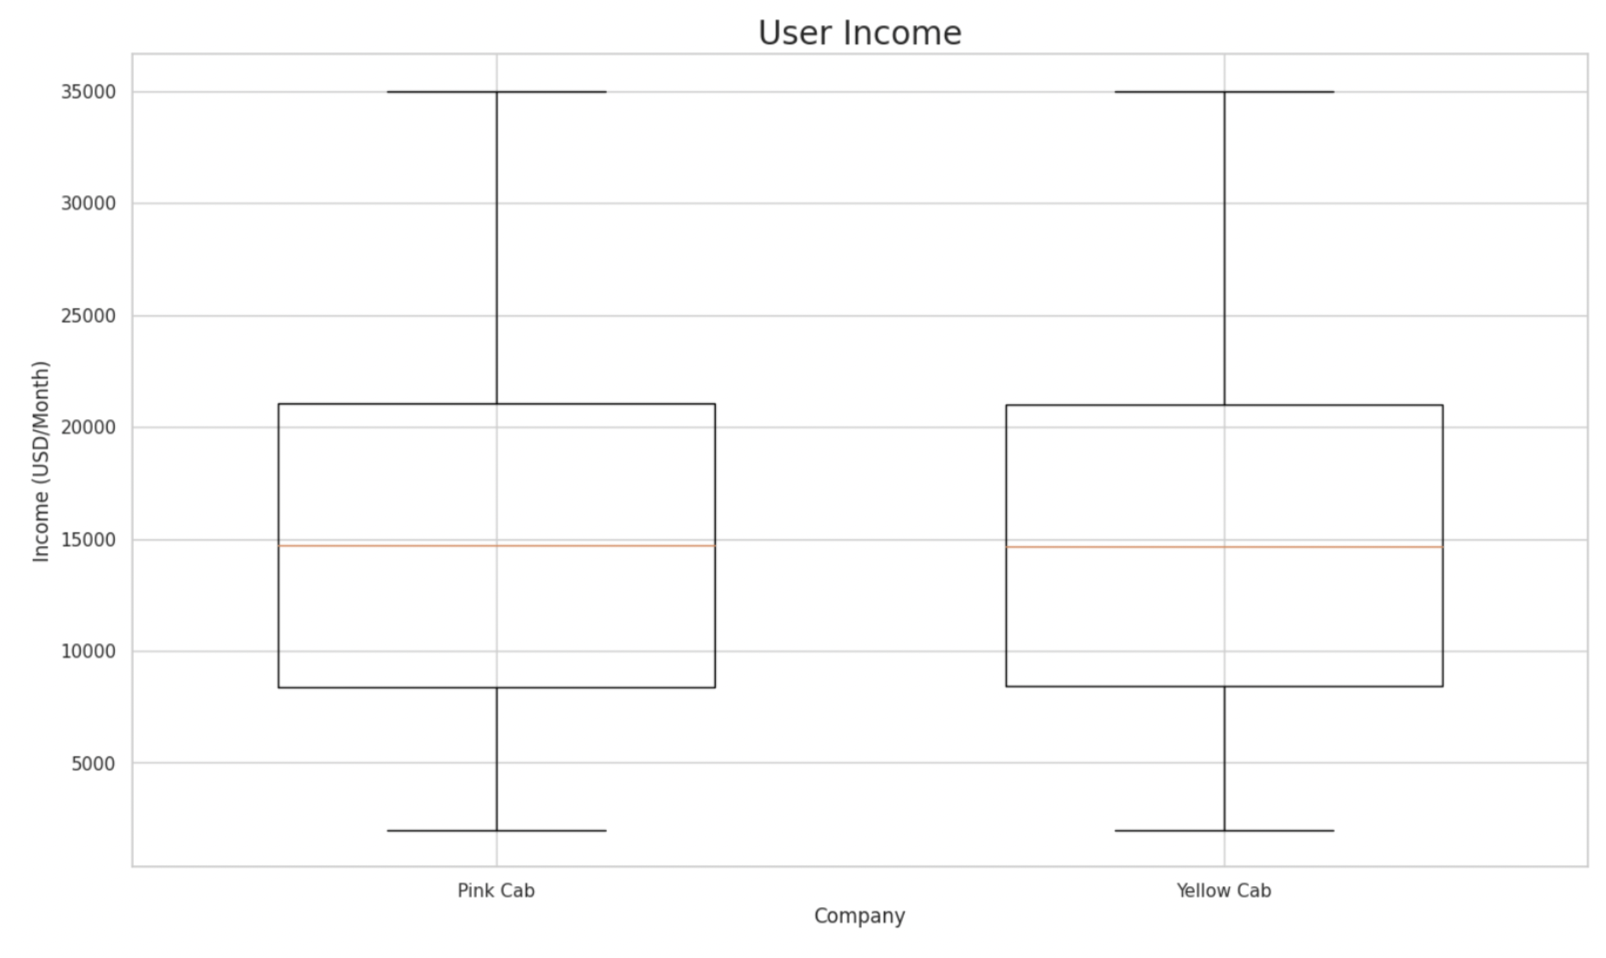 User Income
35000
30000
25000
20000
15000
10000
5000
Income (USD/Month)
Pink Cab
Yellow Cab
Company